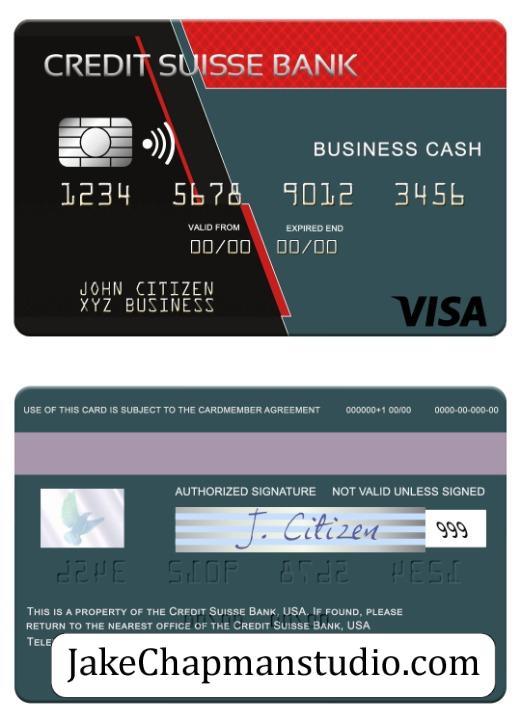 CREDIT SUISSE BANK
BUSINESS CASH
1234 5678 9012 3456
VALID FROM EXPIRED END
00/00 00/00
JOHN CITIZEN
XYZ BUSINESS
VISA
USE OF THIS CARD IS SUBJECT TO THE CARDMEMBER AGREEMENT 000000+1 00/00 0000-00-000-00
AUTHORIZED SIGNATURE NOT VALID UNLESS SIGNED
J. Citizen 999
THIS IS A PROPERTY OF THE CREDIT SUISSE BANK, USA. IF FOUND, PLEASE
RETURN TO THE NEAREST OFFICE OF THE CREDIT SUISSE BANK, USA
TELE
JakeChapmanstudio.com